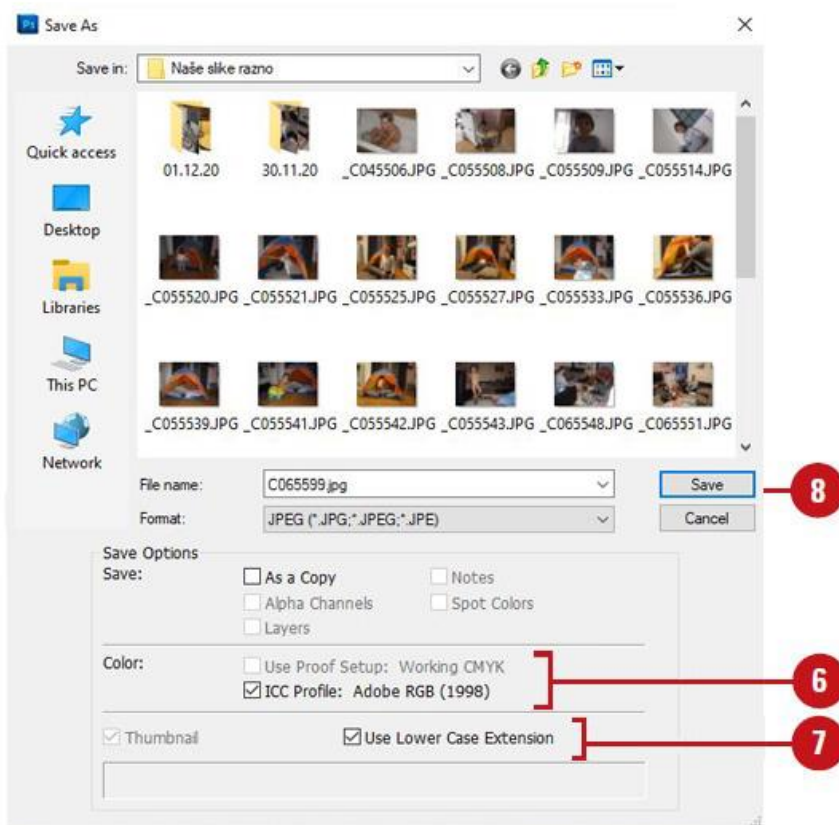 Ps Save As
Save in: Naše slike razno
Quick access
Desktop
Libraries
This PC
Network
01.12.20 30.11.20 _C045506.JPG _C055508.JPG _C055509.JPG _C055514.JPG
_C055520.JPG _C055521.JPG _C055525.JPG _C055527.JPG _C055533.JPG _C055536.JPG
_C055539.JPG _C055541.JPG _C055542.JPG _C055543.JPG _C065548.JPG _C065551.JPG
File name: C065599.jpg Save 8
Format: JPEG (*.JPG;*.JPEG;*.JPE) Cancel
Save Options
Save: As a Copy Notes
Alpha Channels Spot Colors
Layers
Color: Use Proof Setup: Working CMYK
ICC Profile: Adobe RGB (1998) 6
Thumbnail Use Lower Case Extension 7